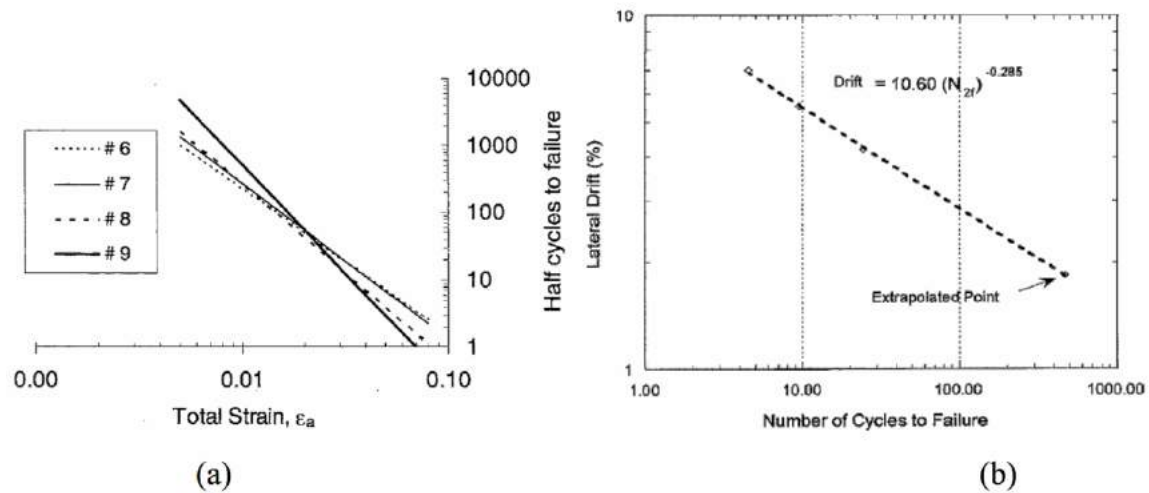 10000
1000
100
10
1
Half cycles to failure
# 6
# 7
# 8
# 9
0.00
0.01
0.10
Total Strain, εa
(a)
10
1
Lateral Drift (%)
Drift = 10.60 (N2f)^-0.285
Extrapolated Point
1.00
10.00
100.00
1000.00
Number of Cycles to Failure
(b)